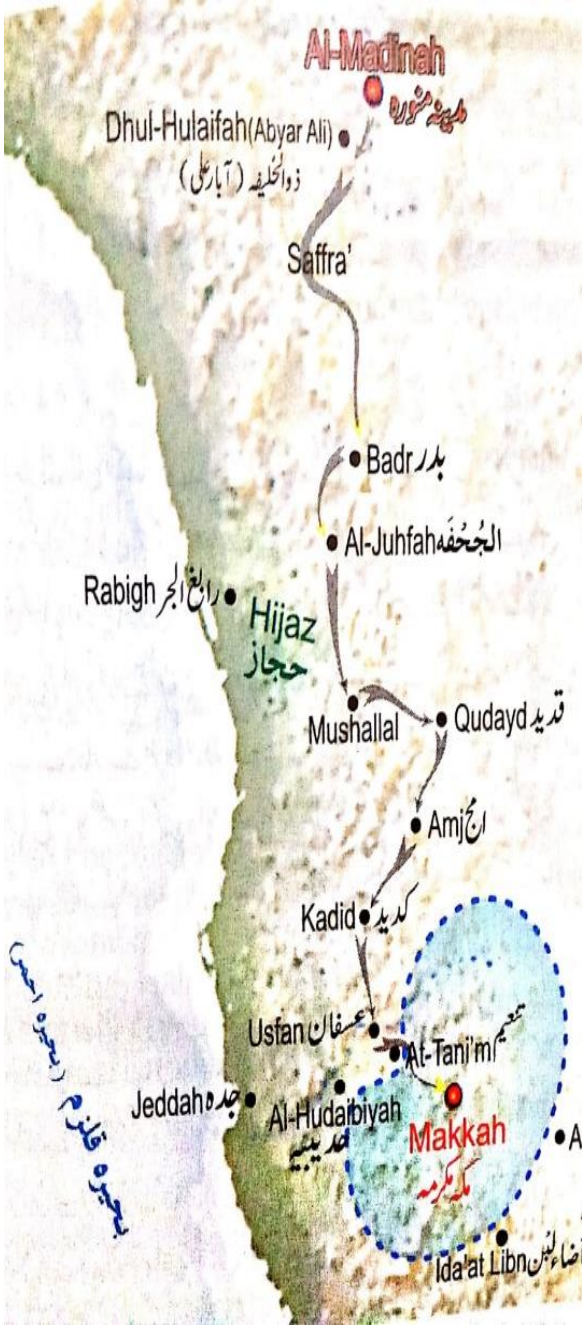 Al-Madinah
مدینہ منورہ
Dhul-Hulaifah (Abyar Ali)
ذوالحلیفہ (آبار علی)
Saffra'
Badr بدر
Al-Juhfah الجُحْفَه
Rabigh رابغ الجر
Hijaz
حجاز
Mushallal
Qudayd قدید
Amj امج
Kadid کدید
Usfan عسفان
At-Tani'm تنعیم
Jeddah جدہ
Al-Hudaibiyah
حدیبیہ
Makkah
مکہ مکرمہ
A
Ida'at Libn ضاء لبن
بحیرہ قلزم (بحیرہ احمر)